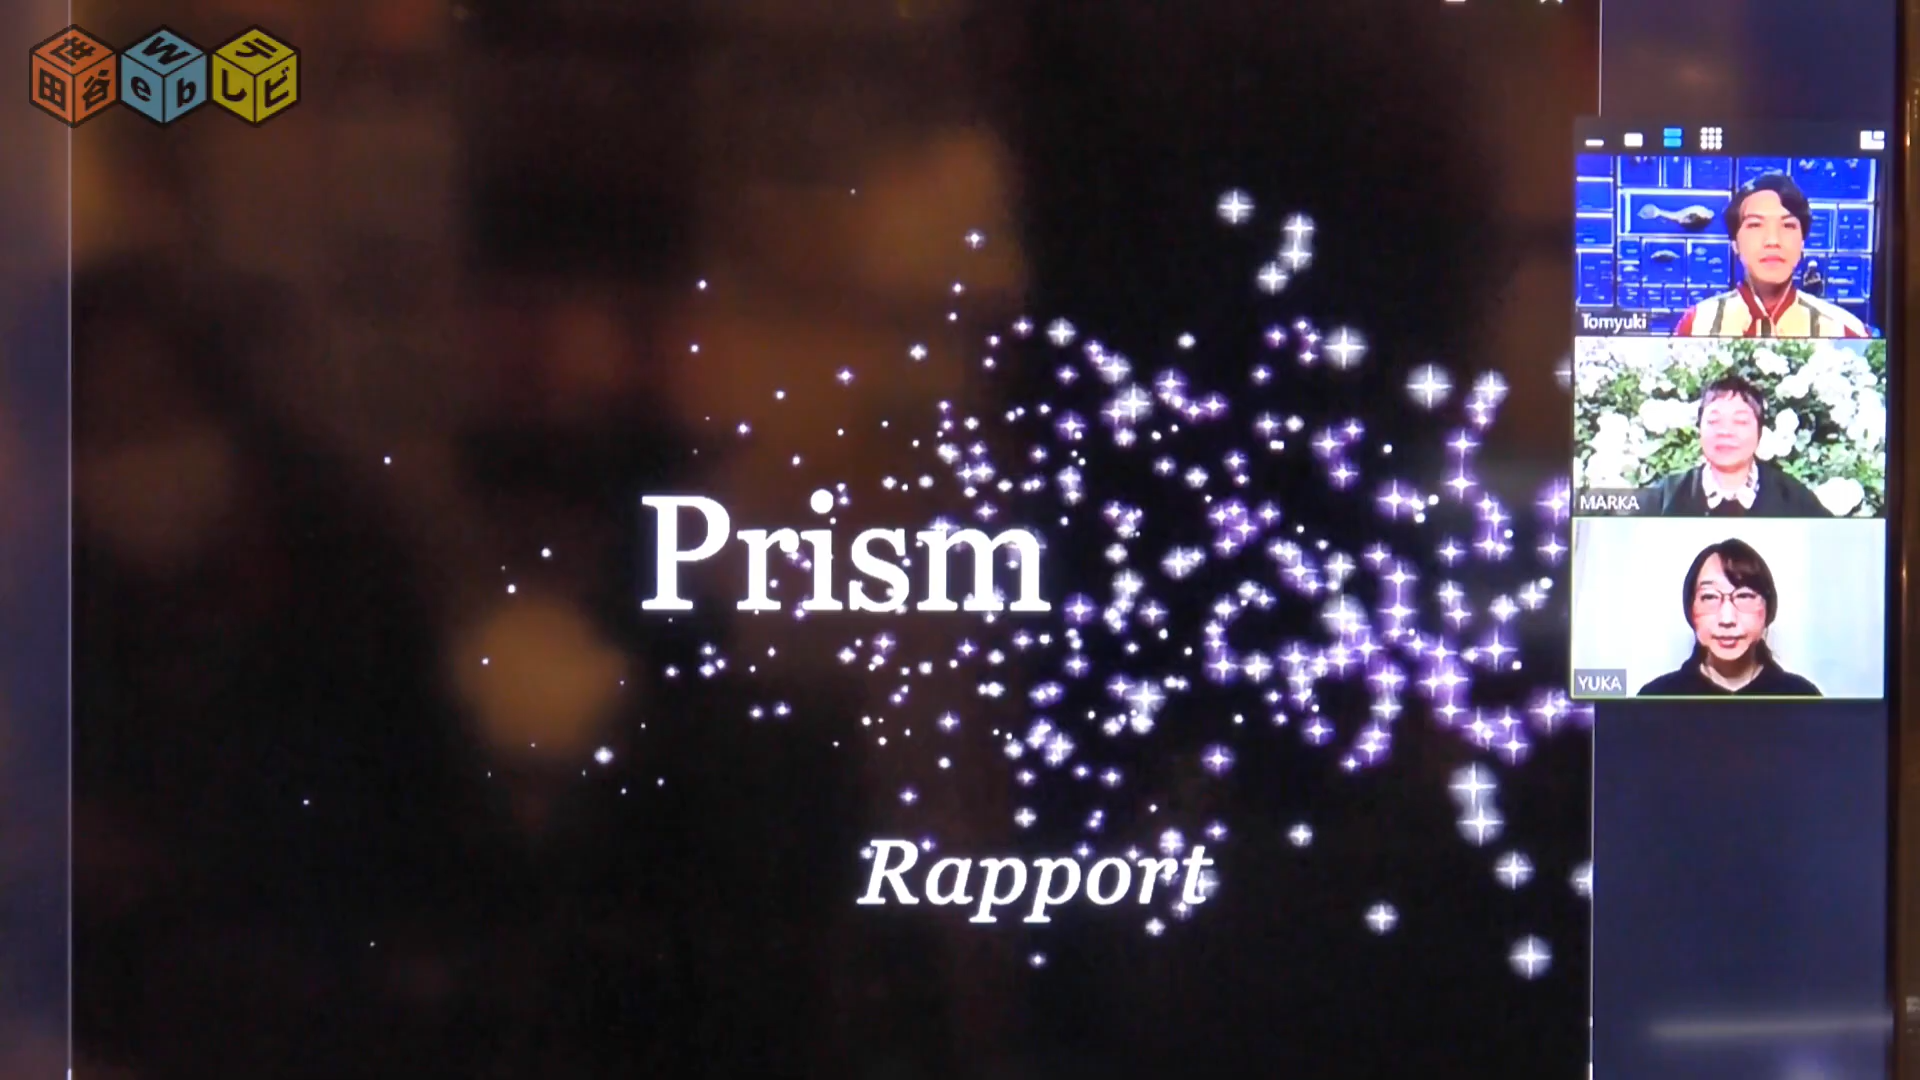 世田谷
Web
テレビ
Tomyuki
MARKA
Prism
YUKA
Rapport